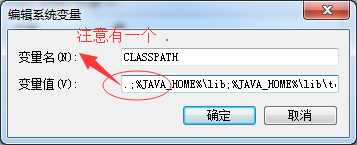 编辑系统变量
注意有一个 .
变量名(N):
CLASSPATH
变量值(V):
.;%JAVA_HOME%\lib;%JAVA_HOME%\lib\t
确定
取消